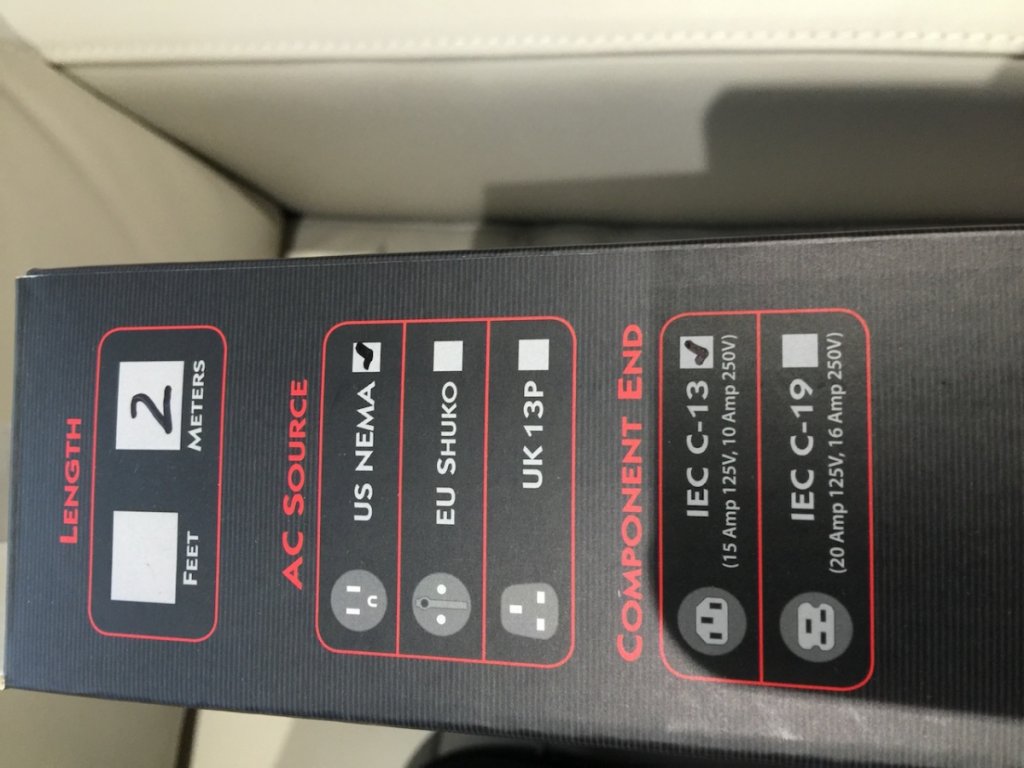 LENGTH
2
FEET METERS
AC SOURCE
US NEMA
EU SHUKO
UK 13P
COMPONENT END
IEC C-13
(15 Amp 125V, 10 Amp 250V)
IEC C-19
(20 Amp 125V, 16 Amp 250V)